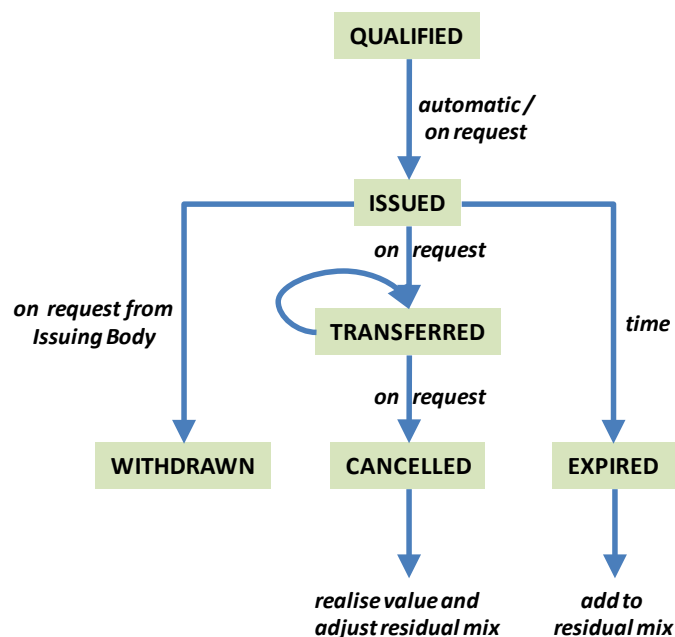 QUALIFIED
automatic /
on request
ISSUED
on request
on request from
Issuing Body
TRANSFERRED
time
on request
WITHDRAWN
CANCELLED
EXPIRED
realise value and
adjust residual mix
add to
residual mix